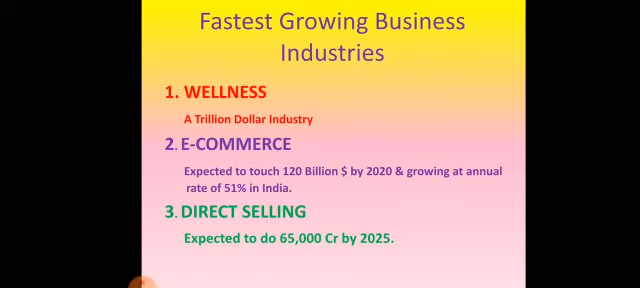 Fastest Growing Business
Industries
1. WELLNESS
A Trillion Dollar Industry
2. E-COMMERCE
Expected to touch 120 Billion $ by 2020 & growing at annual
rate of 51% in India.
3. DIRECT SELLING
Expected to do 65,000 Cr by 2025.